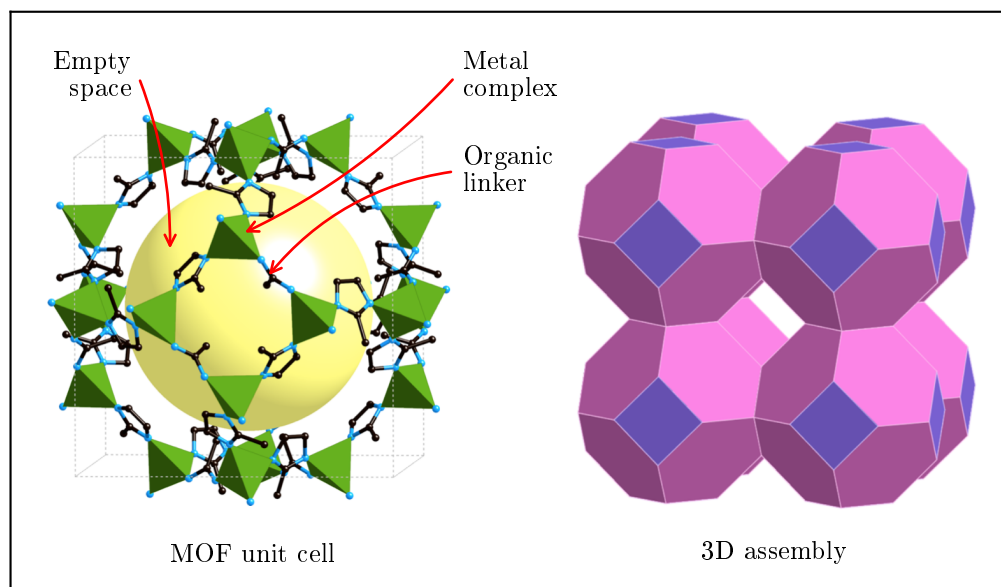 Empty
space
Metal
complex
Organic
linker
MOF unit cell
3D assembly